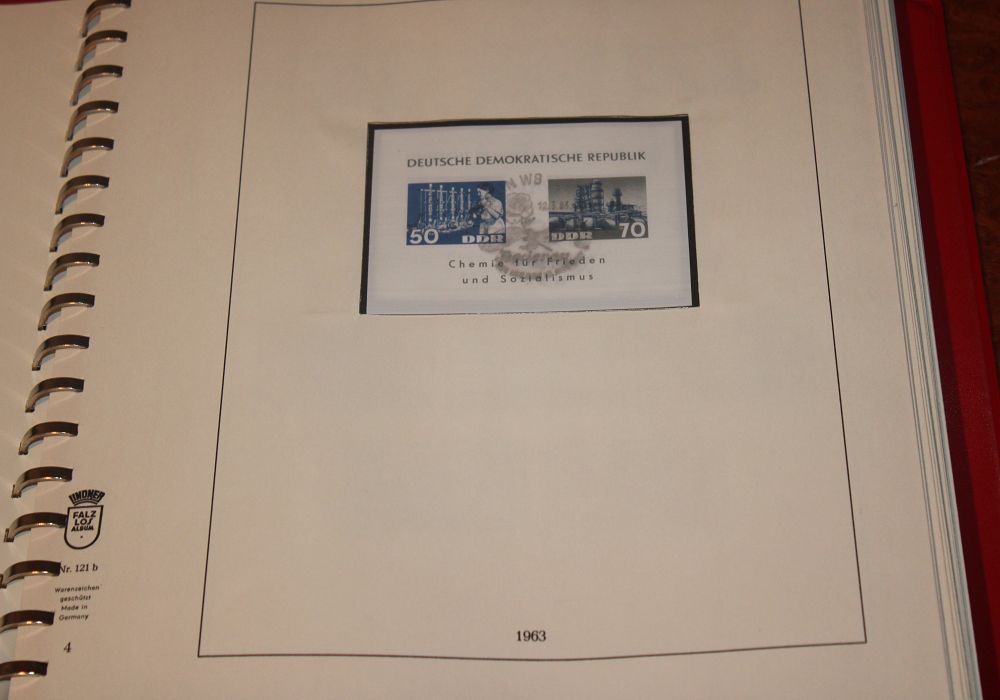 DEUTSCHE DEMOKRATISCHE REPUBLIK
50 DDR
DDR 70
Chemie für Frieden
und Sozialismus
LINDNER
FALZ
LOS
ALBUM
Nr. 121 b
Warenzeichen
geschützt
Made in
Germany
4
1963